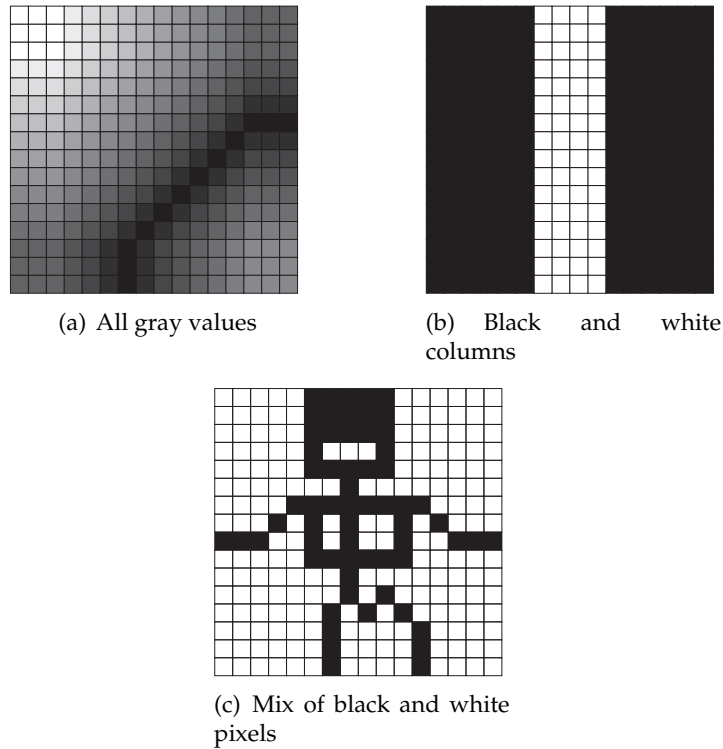 (a) All gray values
(b) Black and white
columns
(c) Mix of black and white
pixels